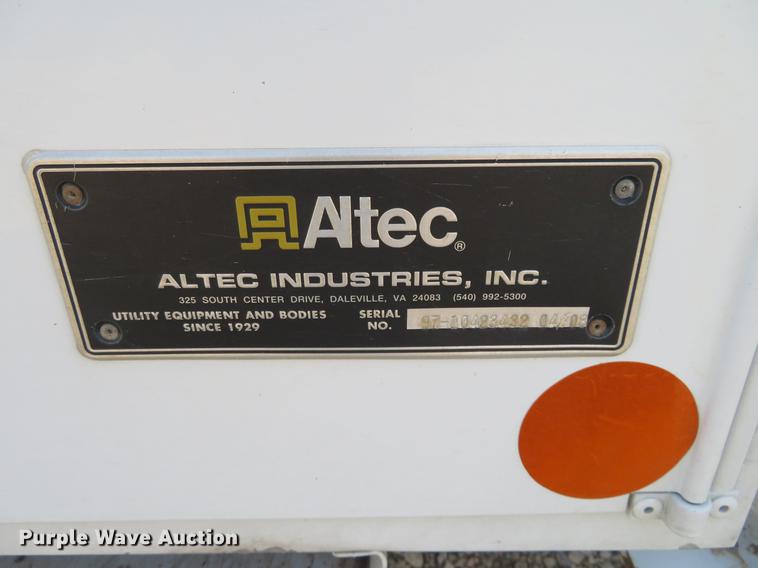 Altec®
ALTEC INDUSTRIES, INC.
325 SOUTH CENTER DRIVE, DALEVILLE, VA 24083 (540) 992-5300
UTILITY EQUIPMENT AND BODIES
SINCE 1929
SERIAL
NO.
Purple Wave Auction